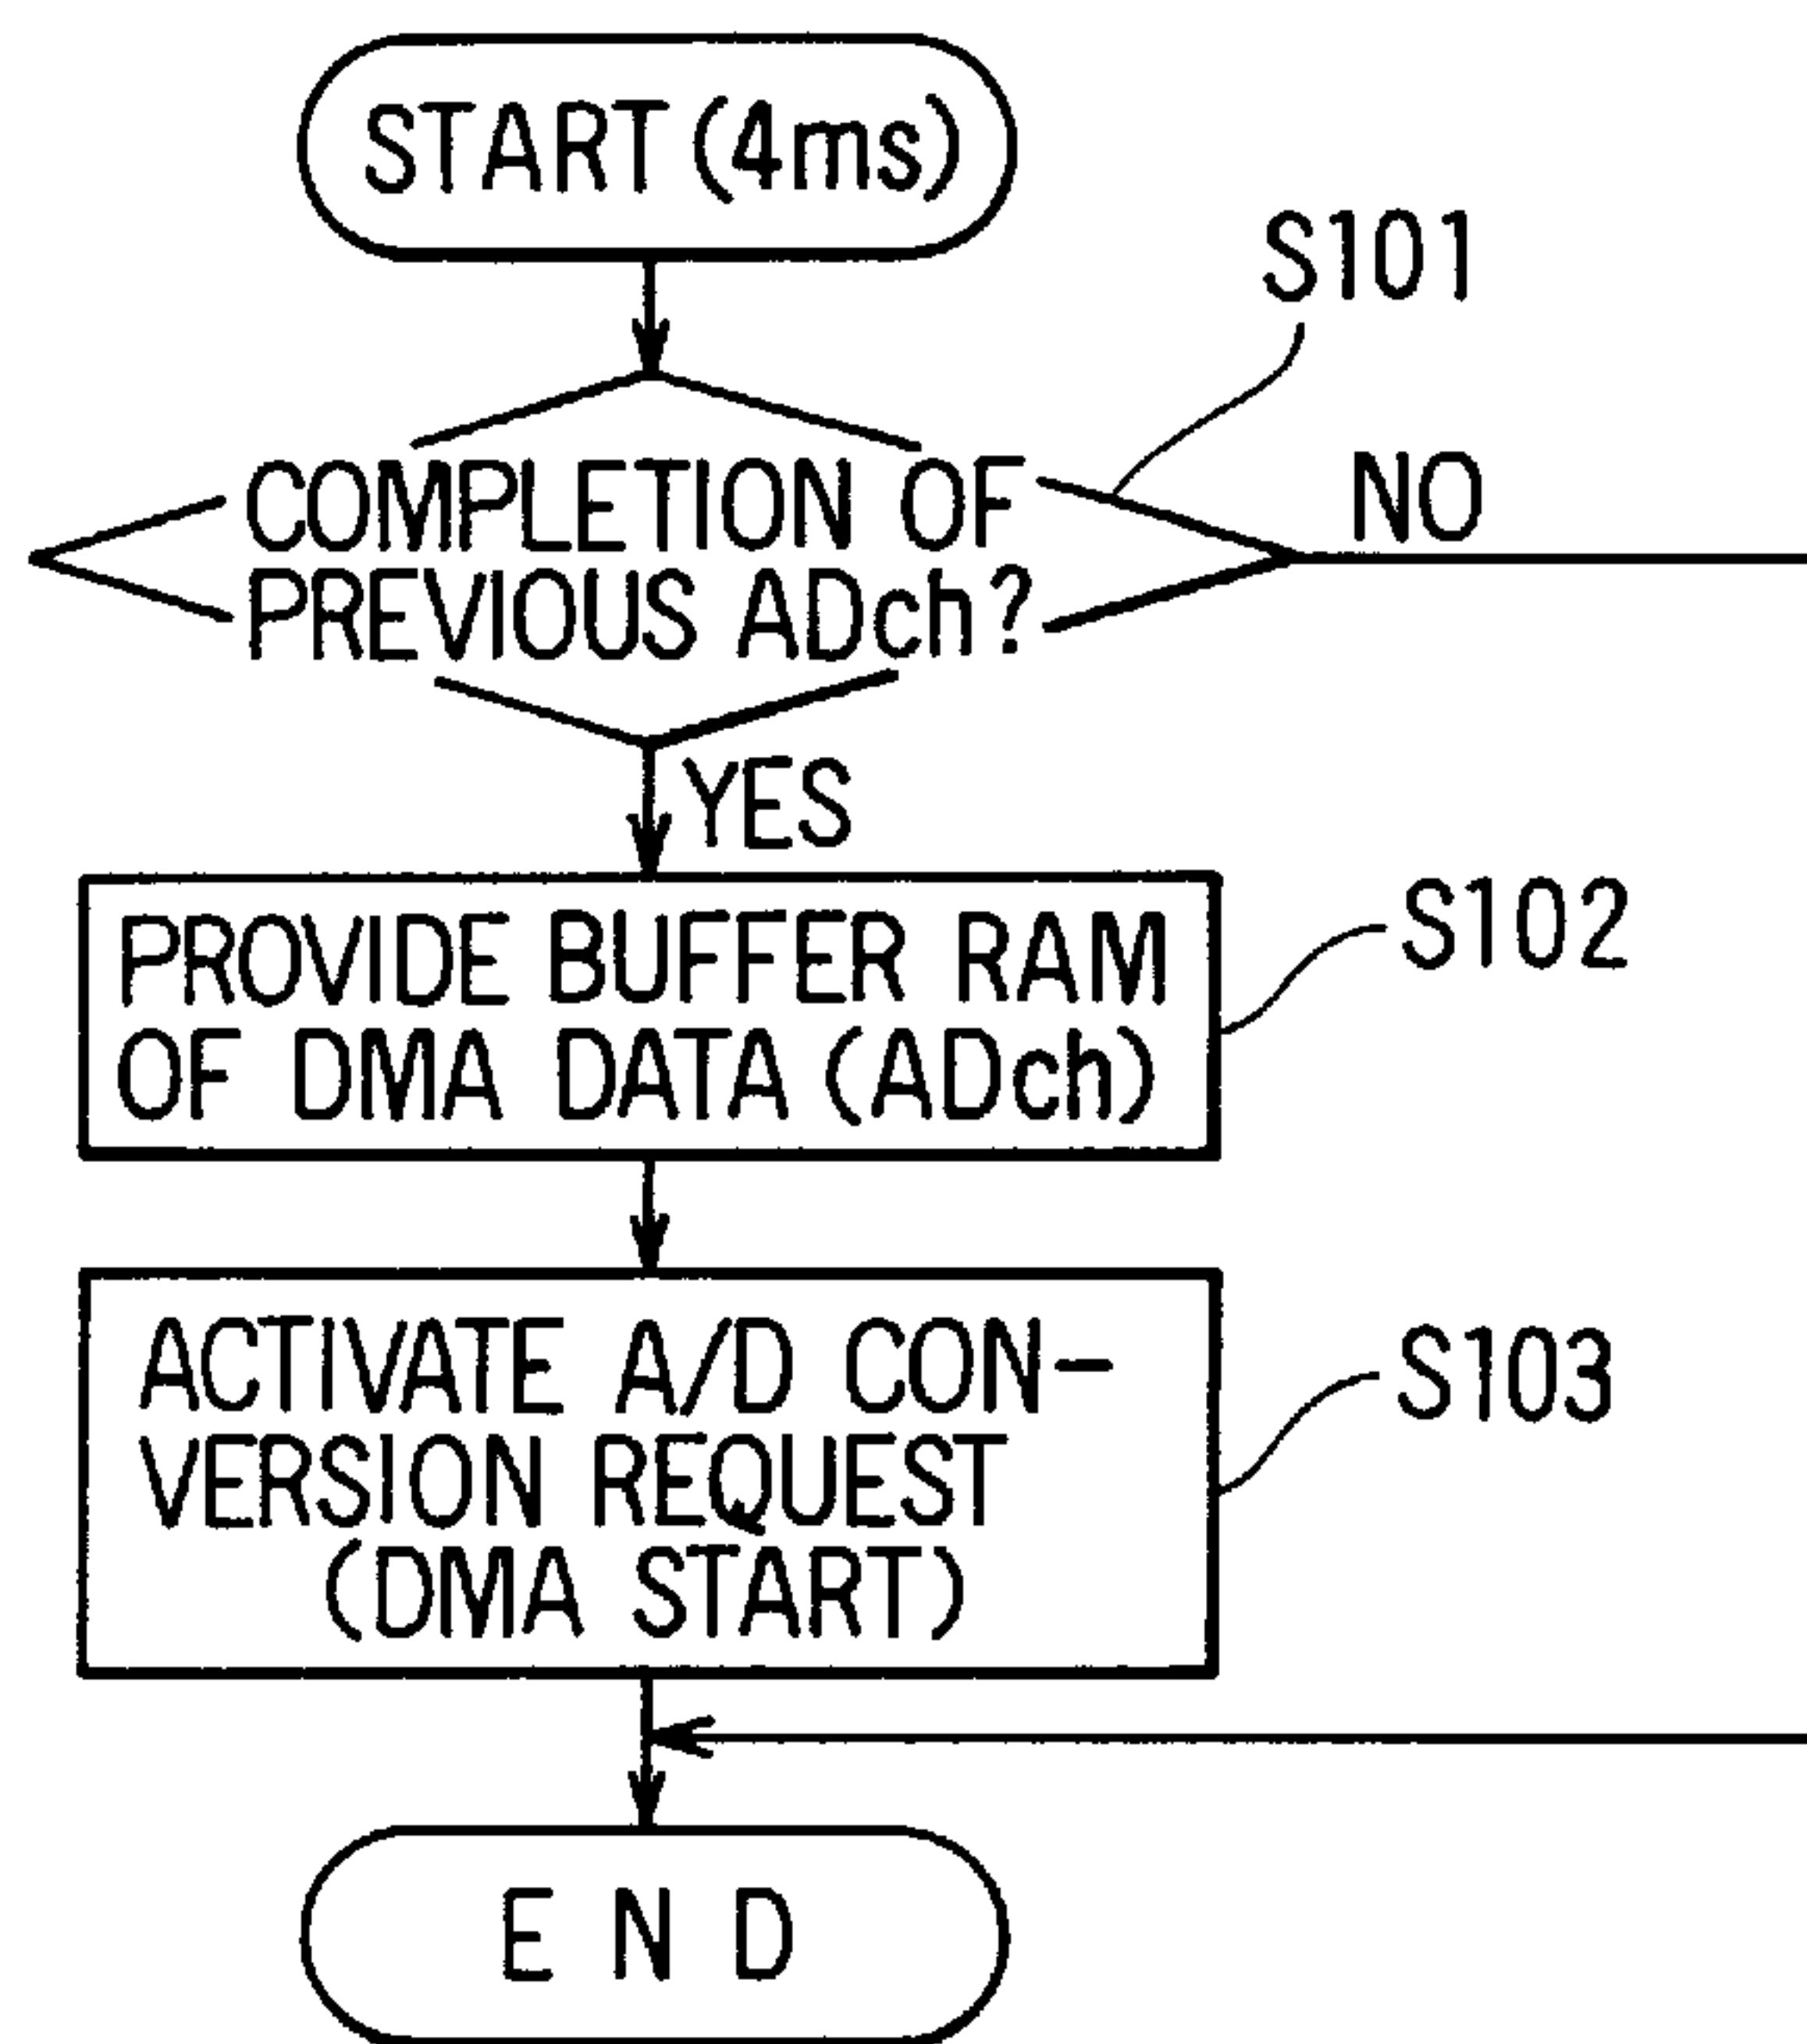 START (4ms)
S101
COMPLETION OF
PREVIOUS ADch?
NO
YES
PROVIDE BUFFER RAM
OF DMA DATA (ADch)
S102
ACTIVATE A/D CON-
VERSION REQUEST
(DMA START)
S103
END